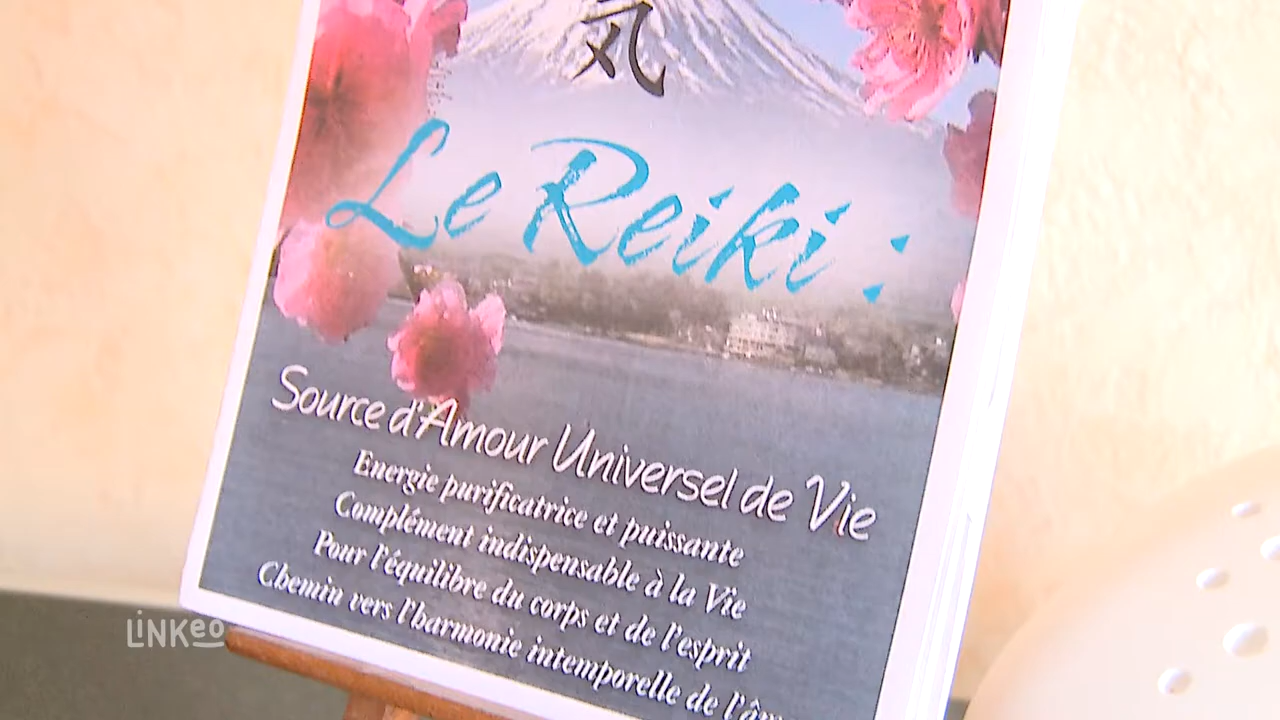 気
Le Reiki :
Source d'Amour Universel de Vie
Energie purificatrice et puissante
Complément indispensable à la Vie
Pour l'équilibre du corps et de l'esprit
Chemin vers l'harmonie intemporelle de
LINKeo